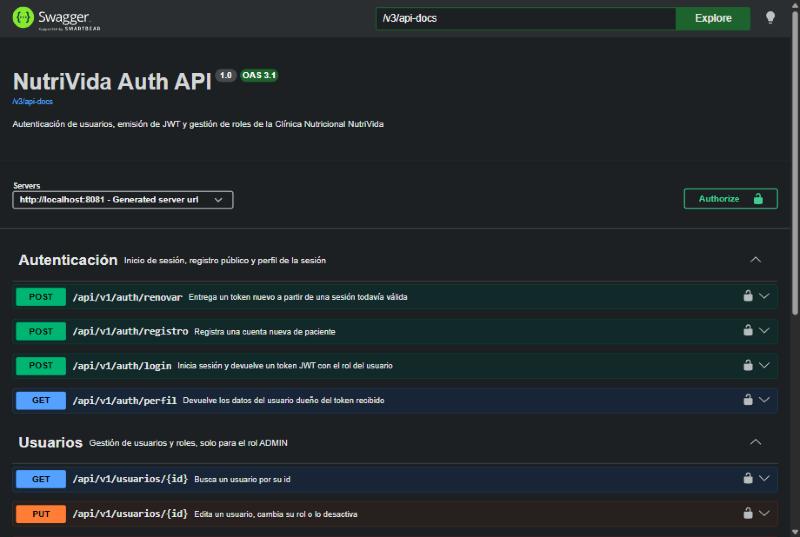 Swagger.
Supported by SMARTBEAR
/v3/api-docs
Explore
NutriVida Auth API 1.0 OAS 3.1
/v3/api-docs
Autenticación de usuarios, emisión de JWT y gestión de roles de la Clínica Nutricional NutriVida
Servers
http://localhost:8081 - Generated server url
Authorize
Autenticación Inicio de sesión, registro público y perfil de la sesión
POST /api/v1/auth/renovar Entrega un token nuevo a partir de una sesión todavía válida
POST /api/v1/auth/registro Registra una cuenta nueva de paciente
POST /api/v1/auth/login Inicia sesión y devuelve un token JWT con el rol del usuario
GET /api/v1/auth/perfil Devuelve los datos del usuario dueño del token recibido
Usuarios Gestión de usuarios y roles, solo para el rol ADMIN
GET /api/v1/usuarios/{id} Busca un usuario por su id
PUT /api/v1/usuarios/{id} Edita un usuario, cambia su rol o lo desactiva